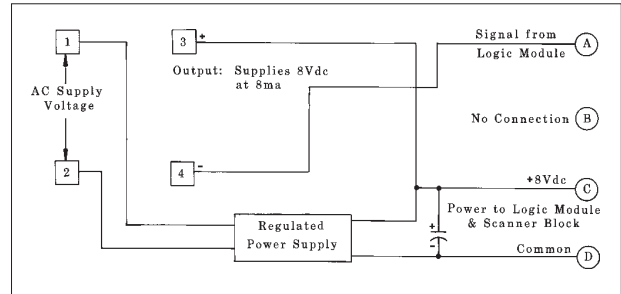 1
3
+
Signal from
Logic Module
A
Output: Supplies 8Vdc
at 8ma
AC Supply
Voltage
No Connection
B
2
4
-
+8Vdc
C
Regulated
Power Supply
+
-
Power to Logic Module
& Scanner Block
Common
D